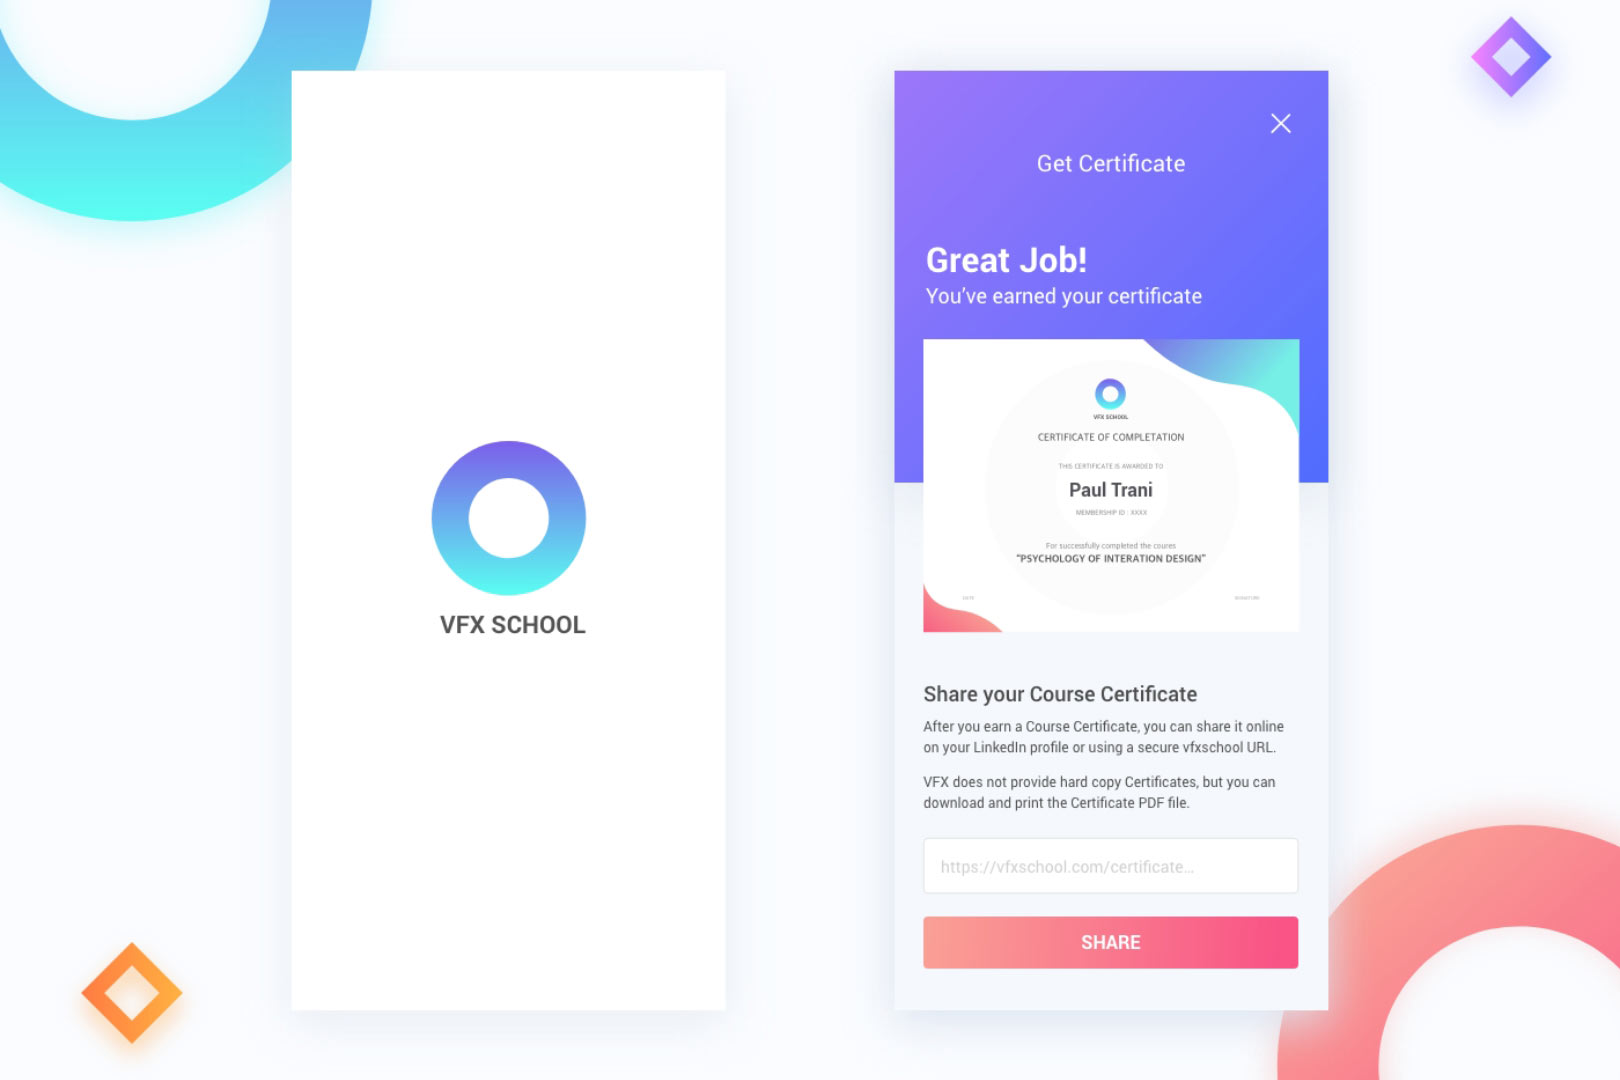 VFX SCHOOL
Get Certificate
Great Job!
You've earned your certificate
VFX SCHOOL
CERTIFICATE OF COMPLETATION
THIS CERTIFICATE IS AWARDED TO
Paul Trani
MEMBERSHIP ID : XXXX
For successfully completed the coures
“PSYCHOLOGY OF INTERATION DESIGN”
DATE
SIGNATURE
Share your Course Certificate
After you earn a Course Certificate, you can share it online
on your LinkedIn profile or using a secure vfxschool URL.
VFX does not provide hard copy Certificates, but you can
download and print the Certificate PDF file.
https://vfxschool.com/certificate...
SHARE